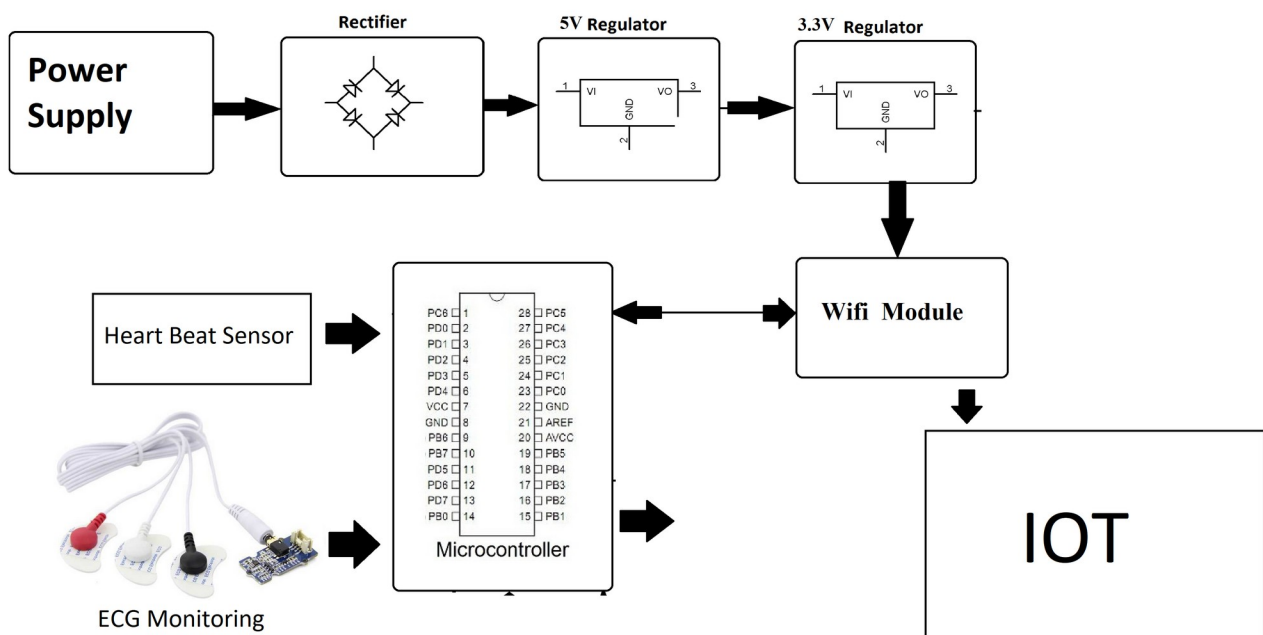 Rectifier
5V Regulator
3.3V Regulator
Power
Supply
1
VI
VO
3
GND
2
1
VI
VO
3
GND
2
Wifi Module
Heart Beat Sensor
PC6 1 28 PC5
PD0 2 27 PC4
PD1 3 26 PC3
PD2 4 25 PC2
PD3 5 24 PC1
PD4 6 23 PC0
VCC 7 22 GND
GND 8 21 AREF
PB6 9 20 AVCC
PB7 10 19 PB5
PD5 11 18 PB4
PD6 12 17 PB3
PD7 13 16 PB2
PB0 14 15 PB1
Microcontroller
ECG Monitoring
IOT